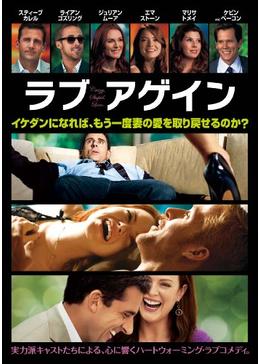 スティーブ・カレル
ライアン・ゴズリング
ジュリアン・ムーア
エマ・ストーン
マリサ・トメイ
ケビン・ベーコン
ラブ・アゲイン
Crazy, Stupid, Love.
イケダンになれば、もう一度妻の愛を取り戻せるのか?
実力派キャストたちによる、心に響くハートウォーミング・ラブコメディ。